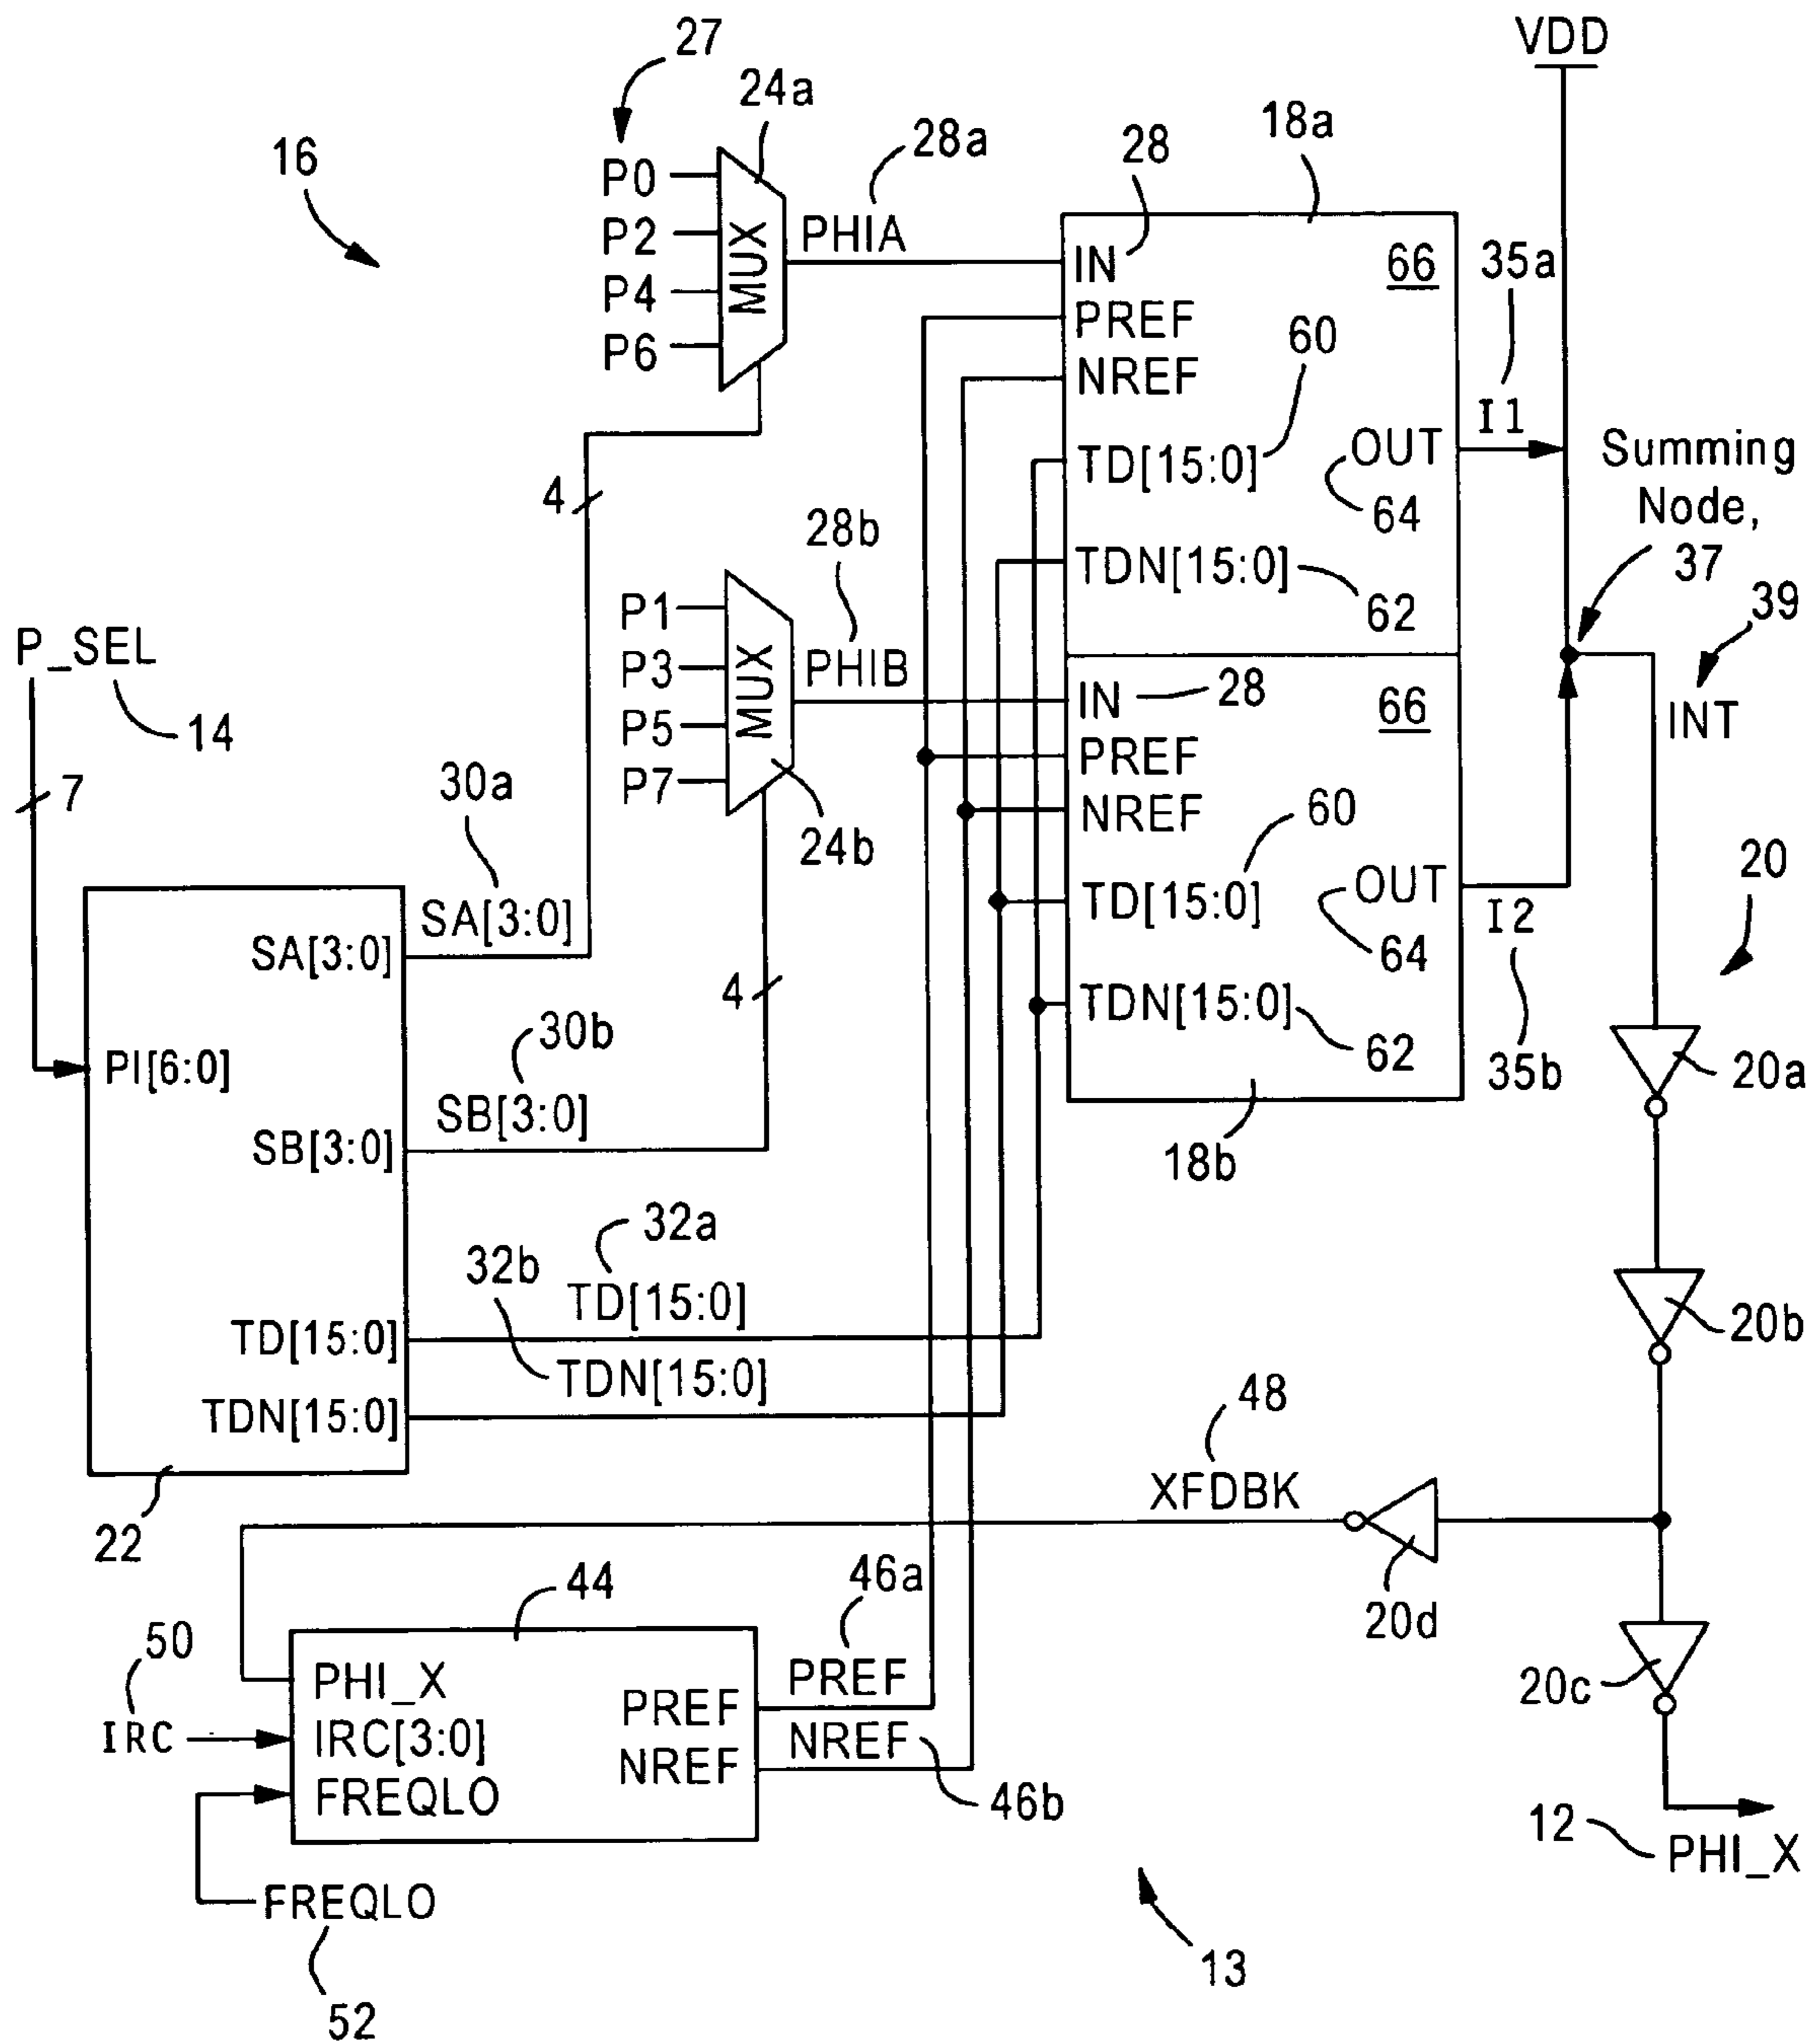 VDD
27
24a
18a
28a
28
16
P0
P2
P4
P6
MUX
PHIA
IN
66
35a
PREF
60
NREF
I1
TD[15:0]
OUT
Summing
Node,
37
4
64
28b
TDN[15:0]
62
39
P1
P3
P5
P7
MUX
PHIB
IN
28
66
INT
P_SEL
14
7
PREF
NREF
60
24b
30a
20
SA[3:0]
SA[3:0]
TD[15:0]
OUT
I2
64
4
TDN[15:0]
62
35b
30b
PI[6:0]
20a
SB[3:0]
SB[3:0]
18b
32a
32b
TD[15:0]
TD[15:0]
20b
TDN[15:0]
TDN[15:0]
48
XFDBK
22
44
46a
20d
50
PHI_X
PREF
PREF
20c
IRC
IRC[3:0]
NREF
NREF
FREQLO
46b
12
PHI_X
FREQLO
13
52